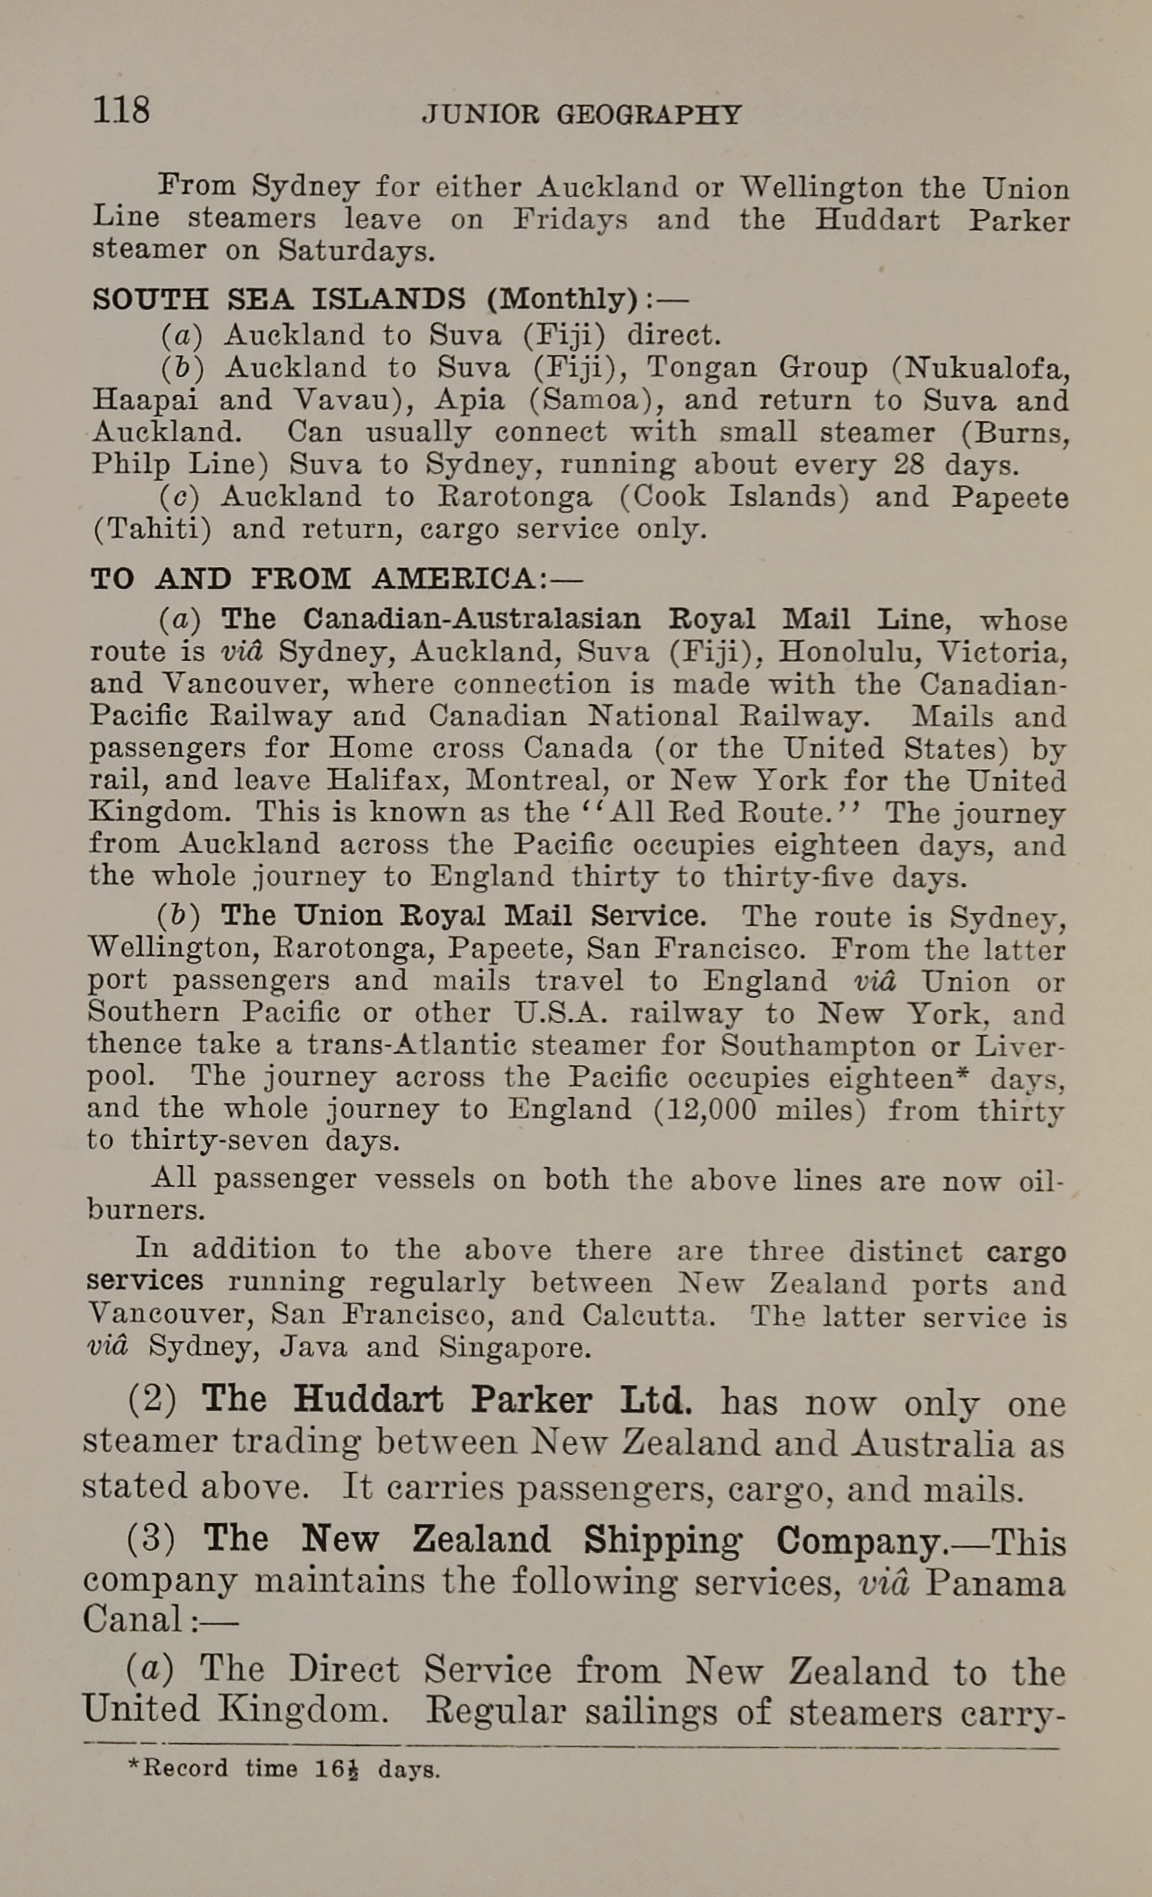 118 JUNIOR GEOGRAPHY
From Sydney for either Auckland or Wellington the Union
Line steamers leave on Fridays and the Huddart Parker
steamer on Saturdays.
SOUTH SEA ISLANDS (Monthly):—
(a) Auckland to Suva (Fiji) direct.
(b) Auckland to Suva (Fiji), Tongan Group (Nukualofa,
Haapai and Vavau), Apia (Samoa), and return to Suva and
Auckland. Can usually connect with small steamer (Burns,
Philp Line) Suva to Sydney, running about every 28 days.
(c) Auckland to Rarotonga (Cook Islands) and Papeete
(Tahiti) and return, cargo service only.
TO AND FROM AMERICA:—
(a) The Canadian-Australasian Royal Mail Line, whose
route is viâ Sydney, Auckland, Suva (Fiji), Honolulu, Victoria,
and Vancouver, where connection is made with the Canadian-
Pacific Railway and Canadian National Railway. Mails and
passengers for Home cross Canada (or the United States) by
rail, and leave Halifax, Montreal, or New York for the United
Kingdom. This is known as the ‘‘All Red Route.’’ The journey
from Auckland across the Pacific occupies eighteen days, and
the whole journey to England thirty to thirty-five days.
(b) The Union Royal Mail Service. The route is Sydney,
Wellington, Rarotonga, Papeete, San Francisco. From the latter
port passengers and mails travel to England viâ Union or
Southern Pacific or other U.S.A. railway to New York, and
thence take a trans-Atlantic steamer for Southampton or Liver-
pool. The journey across the Pacific occupies eighteen* days,
and the whole journey to England (12,000 miles) from thirty
to thirty-seven days.
All passenger vessels on both the above lines are now oil-
burners.
In addition to the above there are three distinct cargo
services running regularly between New Zealand ports and
Vancouver, San Francisco, and Calcutta. The latter service is
viâ Sydney, Java and Singapore.
(2) The Huddart Parker Ltd. has now only one
steamer trading between New Zealand and Australia as
stated above. It carries passengers, cargo, and mails.
(3) The New Zealand Shipping Company.—This
company maintains the following services, viâ Panama
Canal:—
(a) The Direct Service from New Zealand to the
United Kingdom. Regular sailings of steamers carry-
*Record time 16½ days.